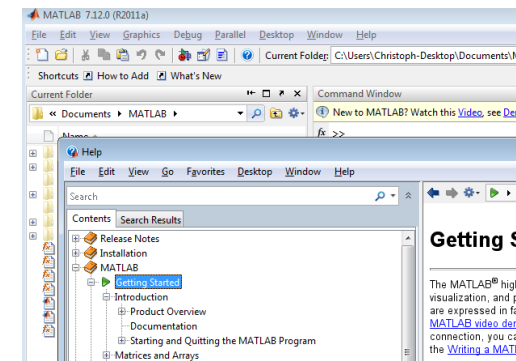 MATLAB 7.12.0 (R2011a)
File Edit View Graphics Debug Parallel Desktop Window Help
Current Folder: C:\Users\Christoph-Desktop\Documents\M
Shortcuts How to Add What's New
Current Folder
Command Window
« Documents MATLAB
New to MATLAB? Watch this Video, see De
Name
fx >>
Help
File Edit View Go Favorites Desktop Window Help
Search
Contents Search Results
Release Notes
Installation
MATLAB
Getting Started
Introduction
Product Overview
Documentation
Starting and Quitting the MATLAB Program
Matrices and Arrays
Getting S
The MATLAB® hig
visualization, and p
are expressed in fa
MATLAB video der
connection, you ca
the Writing a MATL